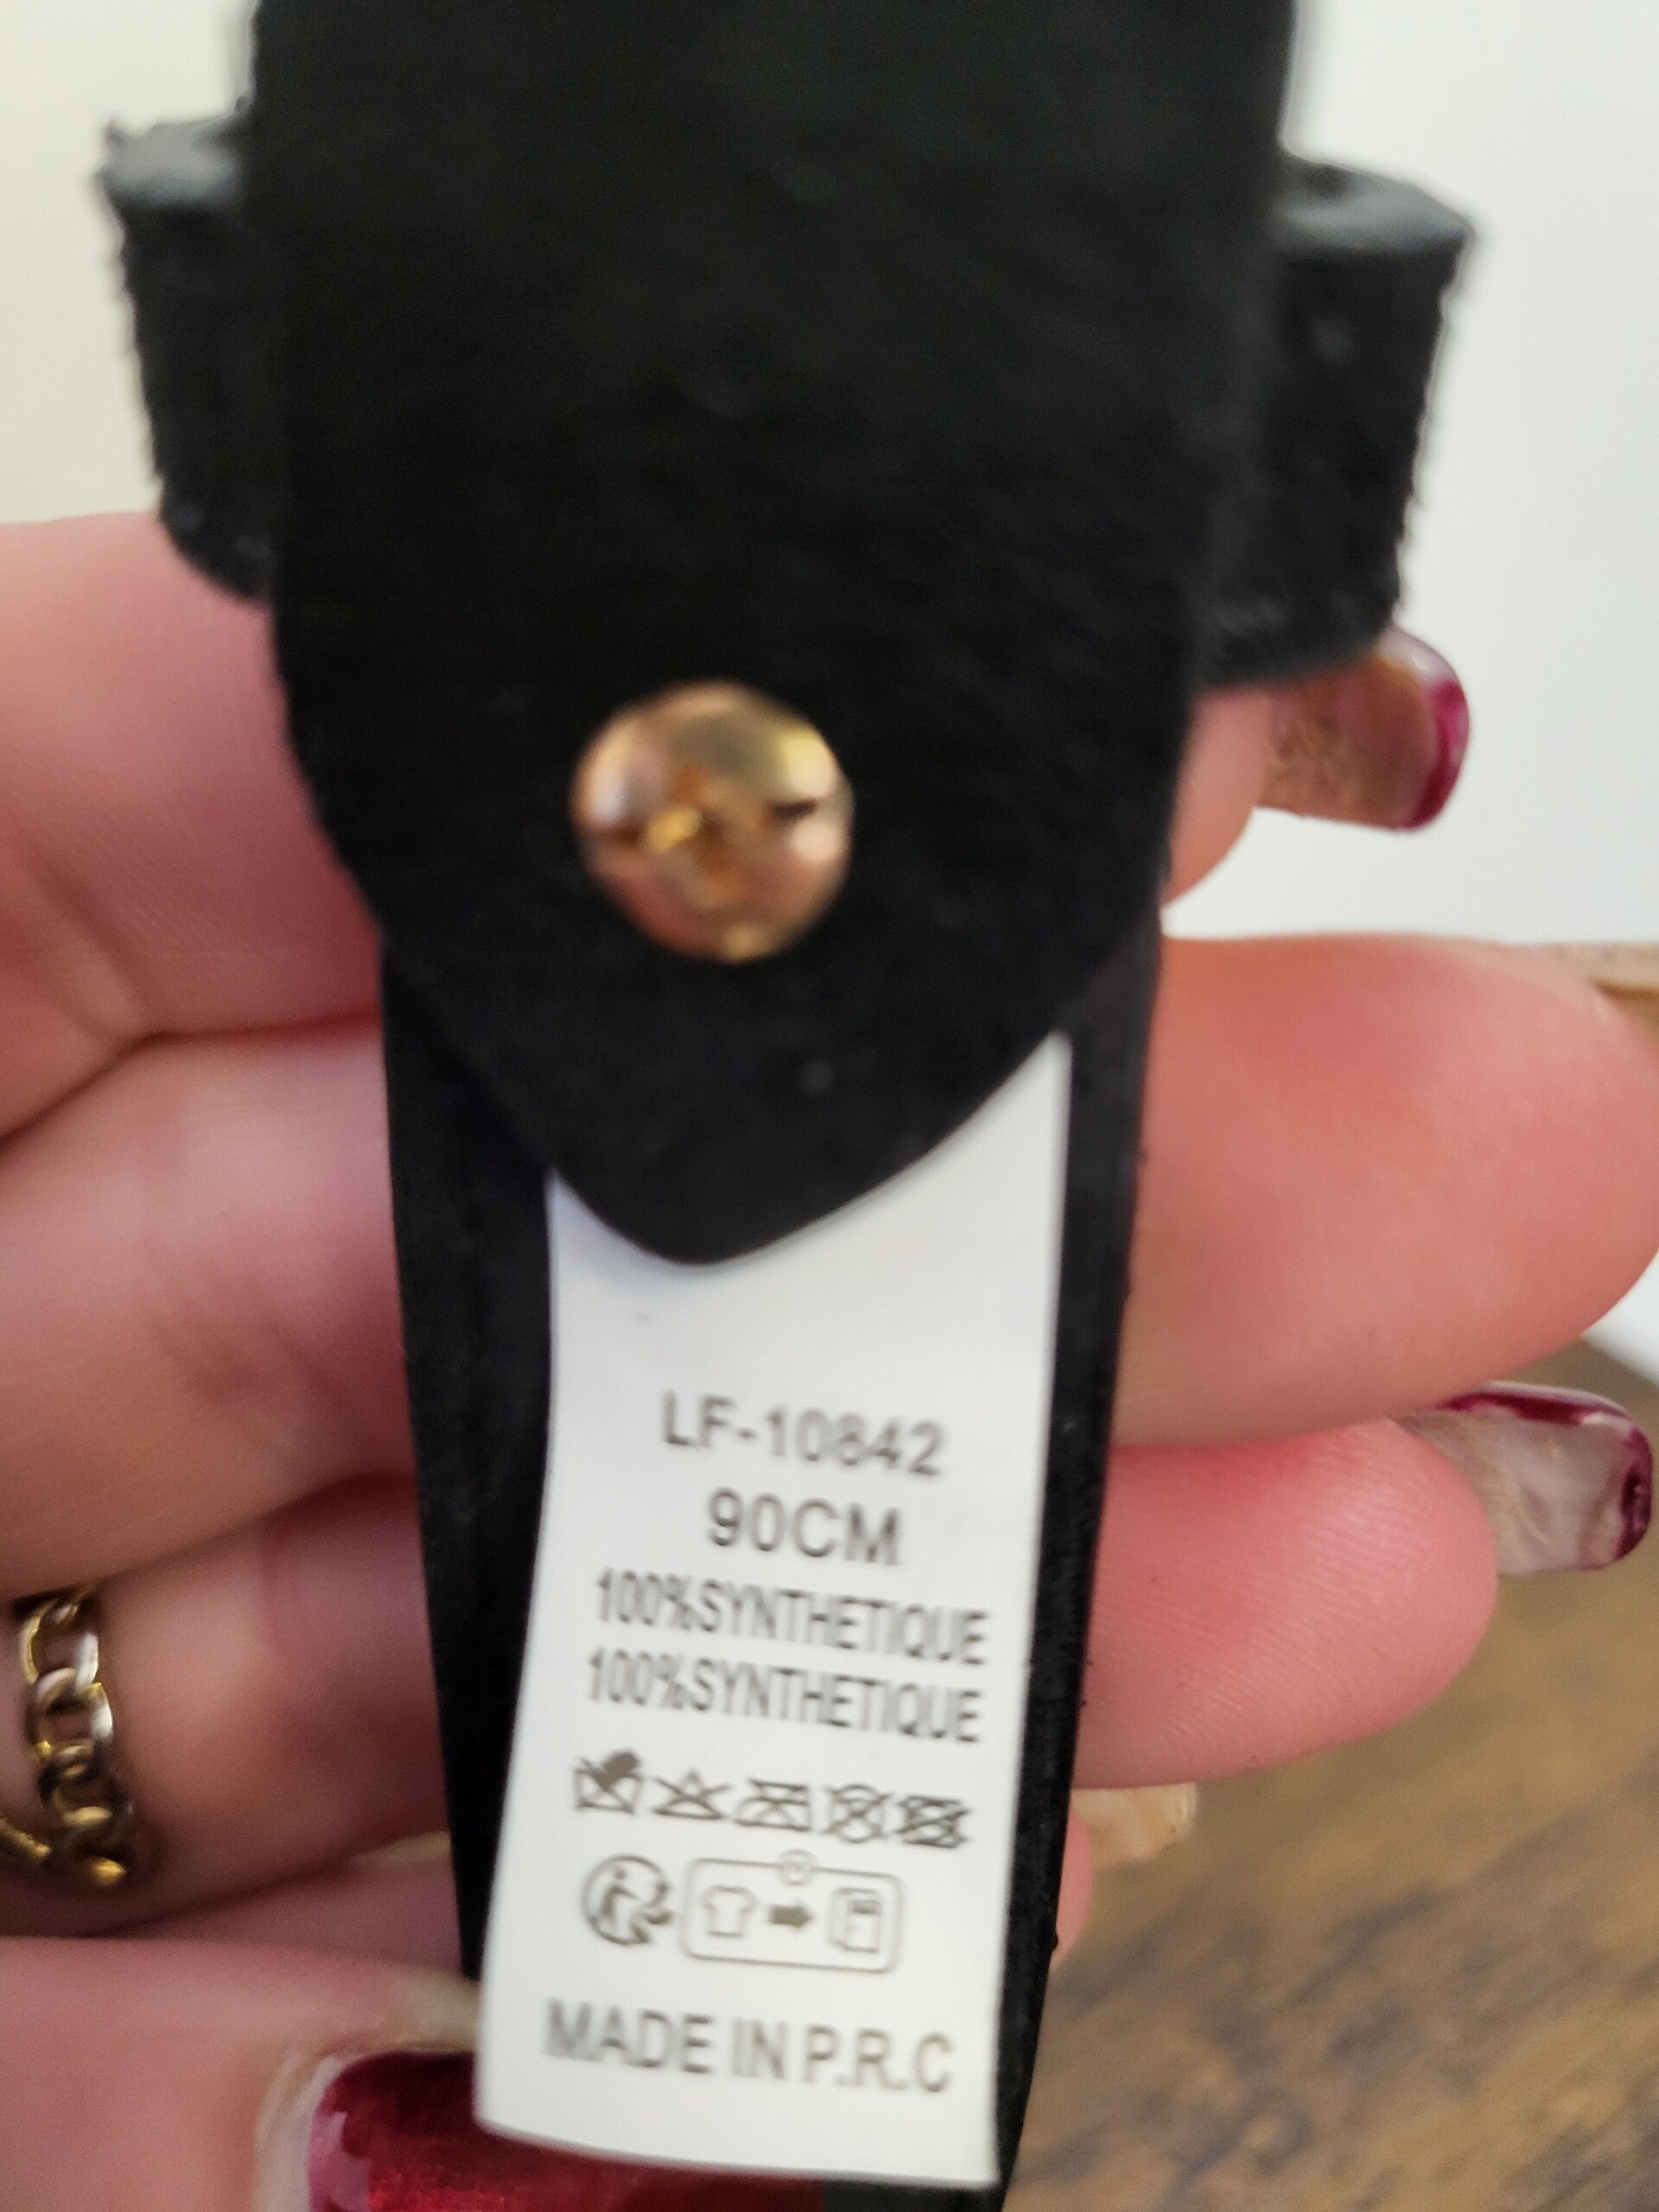 LF-10842
90CM
100%SYNTHETIQUE
100%SYNTHETIQUE
MADE IN P.R.C